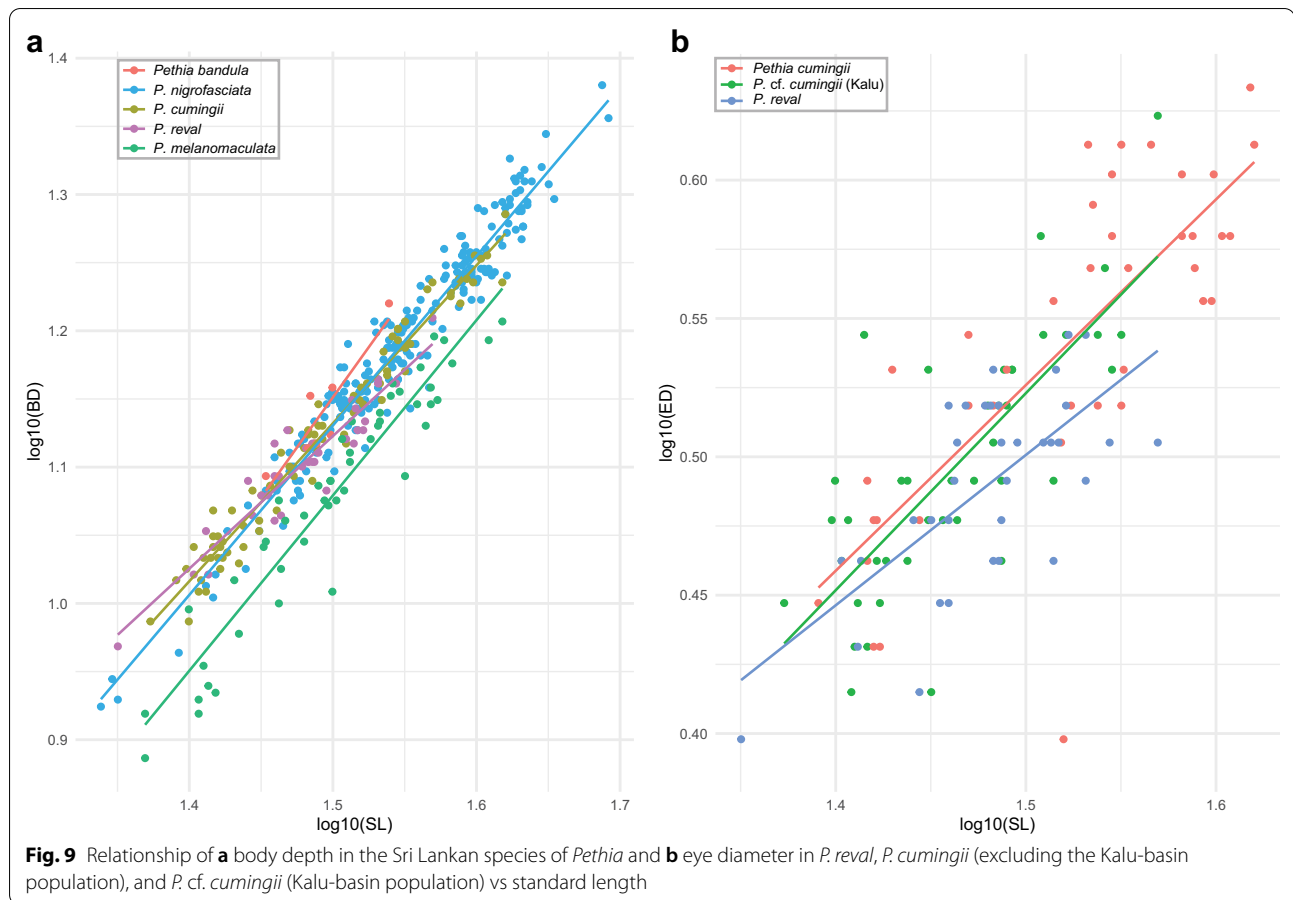 a
b
Pethia bandula
P. nigrofasciata
P. cumingii
P. reval
P. melanomaculata
1.4
1.3
1.2
1.1
1.0
0.9
log10(BD)
1.4
1.5
1.6
1.7
log10(SL)
Pethia cumingii
P. cf. cumingii (Kalu)
P. reval
0.60
0.55
0.50
0.45
0.40
log10(ED)
1.4
1.5
1.6
log10(SL)
Fig. 9 Relationship of a body depth in the Sri Lankan species of Pethia and b eye diameter in P. reval, P. cumingii (excluding the Kalu-basin
population), and P. cf. cumingii (Kalu-basin population) vs standard length